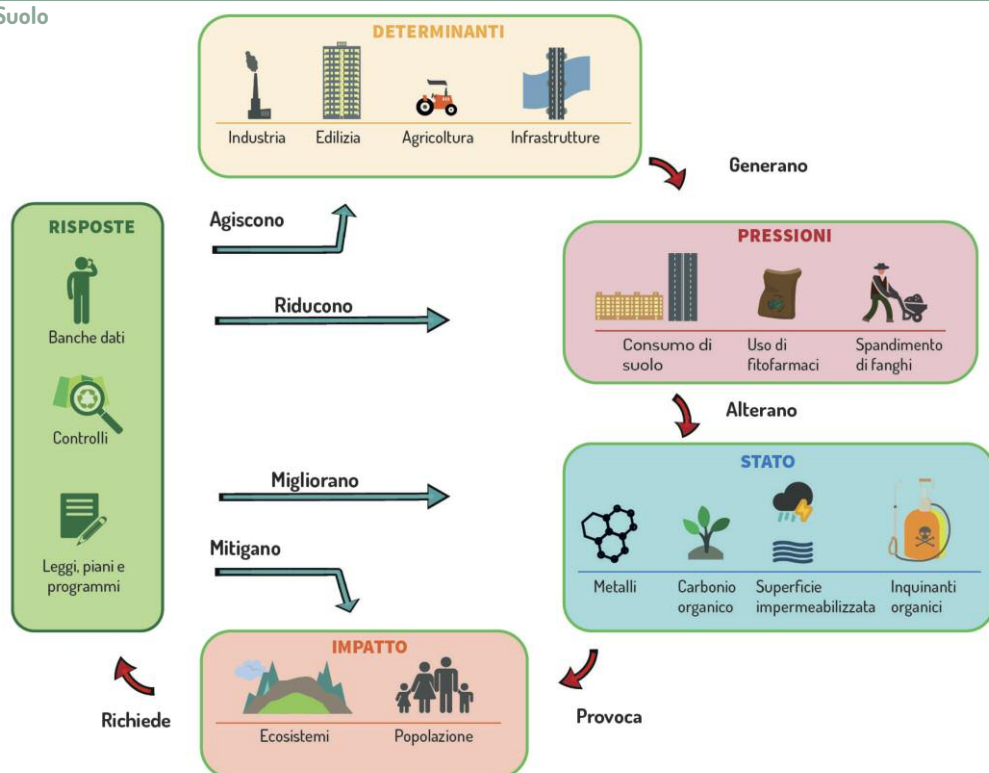 Suolo
DETERMINANTI
Industria
Edilizia
Agricoltura
Infrastrutture
Generano
RISPOSTE
Banche dati
Controlli
Leggi, piani e
programmi
Agiscono
Riducono
Migliorano
Mitigano
PRESSIONI
Consumo di
suolo
Uso di
fitofarmaci
Spandimento
di fanghi
Alterano
STATO
Metalli
Carbonio
organico
Superficie
impermeabilizzata
Inquinanti
organici
Provoca
IMPATTO
Ecosistemi
Popolazione
Richiede